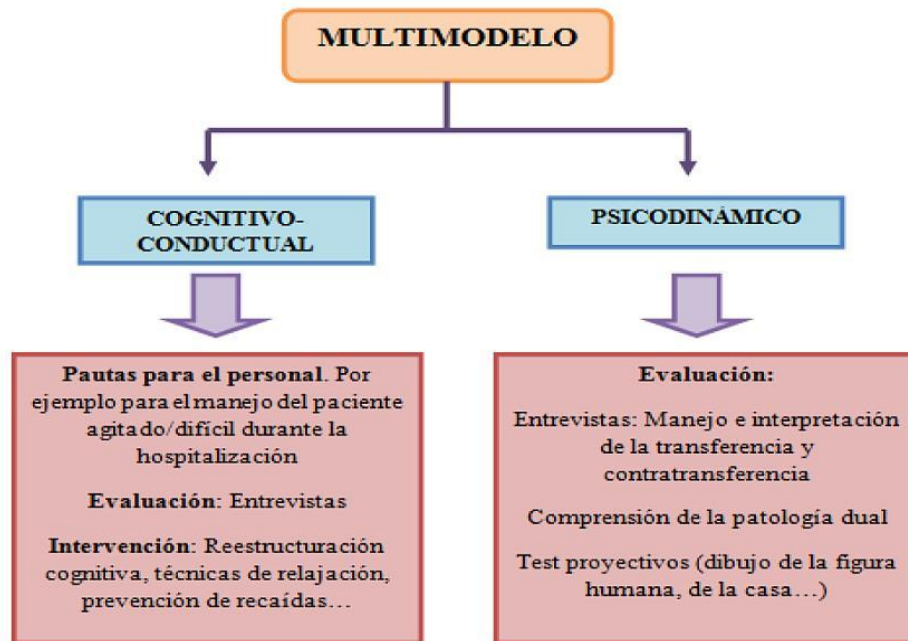 MULTIMODELO
COGNITIVO-
CONDUCTUAL
PSICODINÁMICO
Pautas para el personal. Por
ejemplo para el manejo del paciente
agitado/difícil durante la
hospitalización
Evaluación: Entrevistas
Intervención: Reestructuración
cognitiva, técnicas de relajación,
prevención de recaídas…
Evaluación:
Entrevistas: Manejo e interpretación
de la transferencia y
contratransferencia
Comprensión de la patología dual
Test proyectivos (dibujo de la figura
humana, de la casa…)